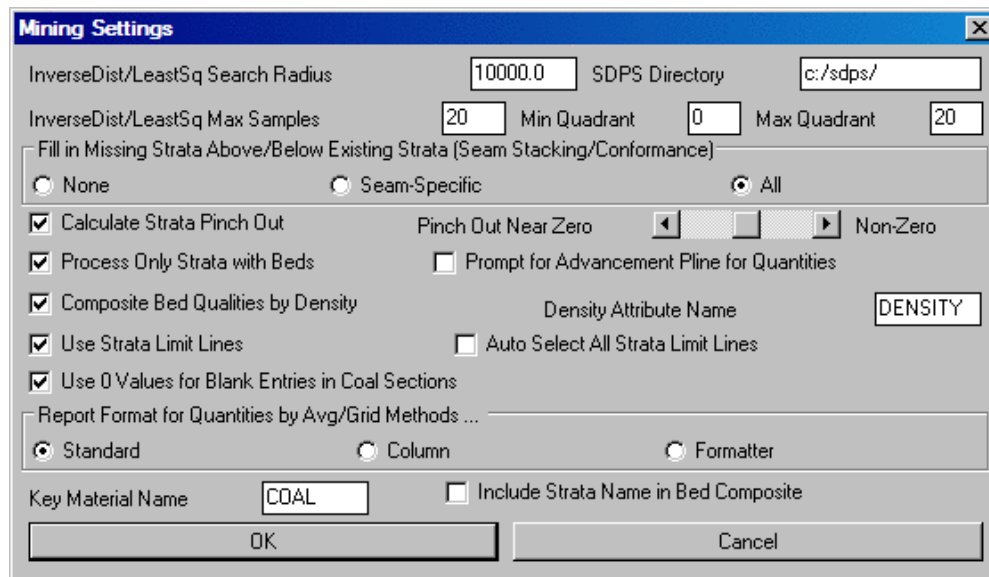 Mining Settings
InverseDist/LeastSq Search Radius 10000.0 SDPS Directory c:/sdps/
InverseDist/LeastSq Max Samples 20 Min Quadrant 0 Max Quadrant 20
Fill in Missing Strata Above/Below Existing Strata (Seam Stacking/Conformance)
None Seam-Specific All
Calculate Strata Pinch Out Pinch Out Near Zero Non-Zero
Process Only Strata with Beds Prompt for Advancement Pline for Quantities
Composite Bed Qualities by Density Density Attribute Name DENSITY
Use Strata Limit Lines Auto Select All Strata Limit Lines
Use 0 Values for Blank Entries in Coal Sections
Report Format for Quantities by Avg/Grid Methods ...
Standard Column Formatter
Key Material Name COAL Include Strata Name in Bed Composite
OK Cancel